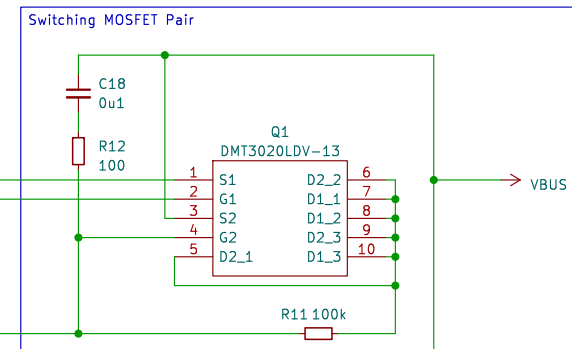 Switching MOSFET Pair
C18
0u1
R12
100
Q1
DMT3020LDV-13
1 S1 D2_2 6
2 G1 D1_1 7
3 S2 D1_2 8
4 G2 D2_3 9
5 D2_1 D1_3 10
VBUS
R11 100k